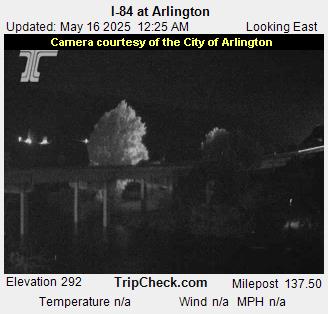 I-84 at Arlington
Updated: May 16 2025 12:25 AM Looking East
Camera courtesy of the City of Arlington
Elevation 292 TripCheck.com Milepost 137.50
Temperature n/a Wind n/a MPH n/a